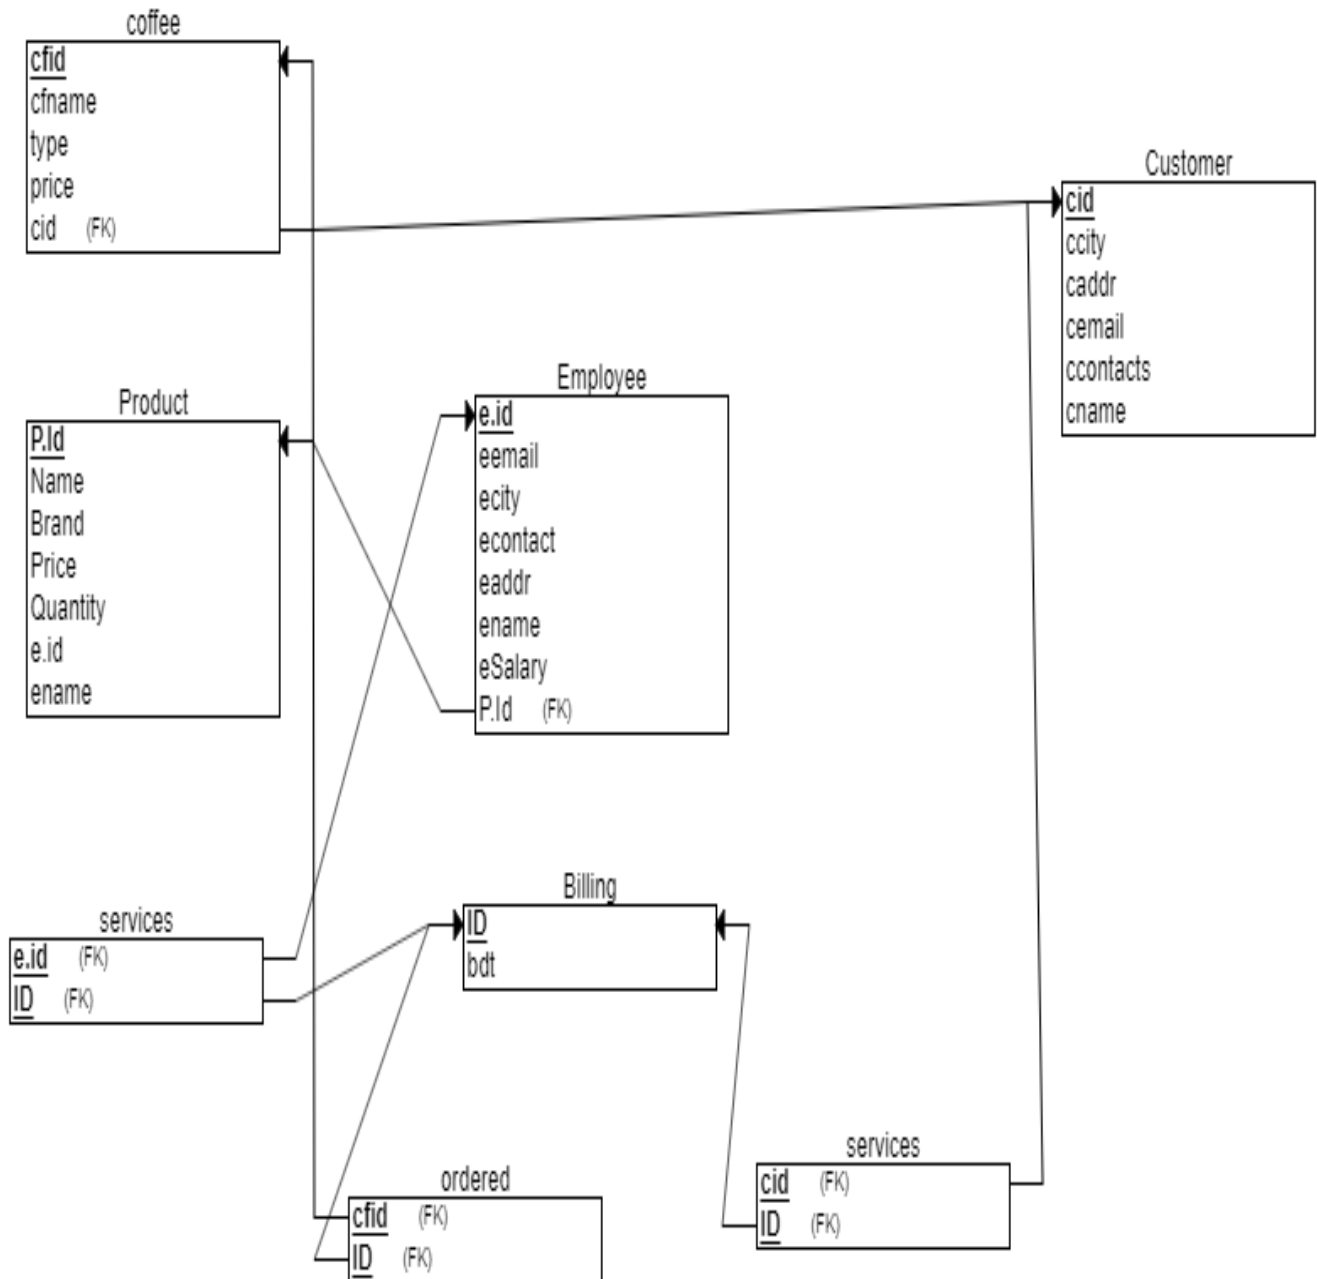 coffee
cfid
cfname
type
price
cid (FK)
Customer
cid
ccity
caddr
cemail
ccontacts
cname
Product
P.Id
Name
Brand
Price
Quantity
e.id
ename
Employee
e.id
eemail
ecity
econtact
eaddr
ename
eSalary
P.Id (FK)
services
e.id (FK)
ID (FK)
Billing
ID
bdt
ordered
cfid (FK)
ID (FK)
services
cid (FK)
ID (FK)